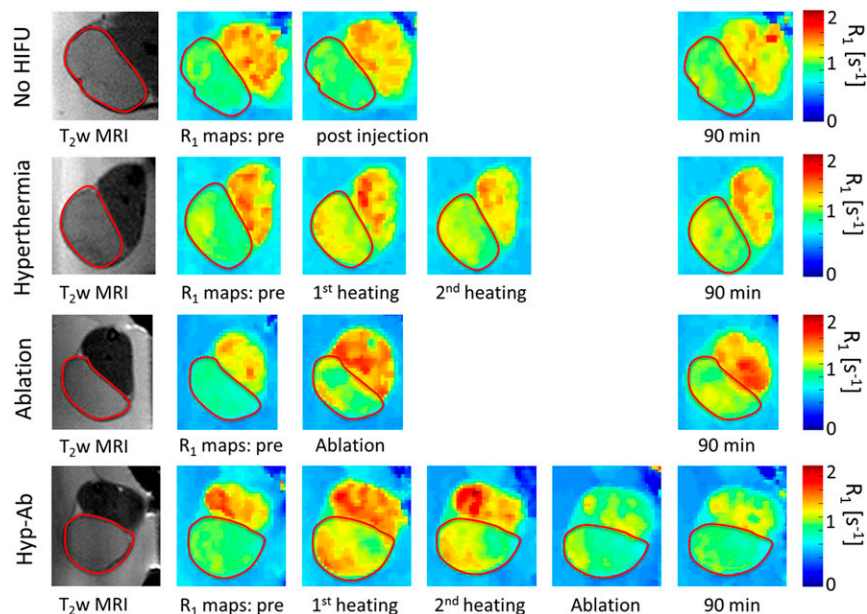 No HIFU
T₂w MRI
R₁ maps: pre
post injection
90 min
2
1
0
R₁ [s⁻¹]
Hyperthermia
T₂w MRI
R₁ maps: pre
1ˢᵗ heating
2ⁿᵈ heating
90 min
2
1
0
R₁ [s⁻¹]
Ablation
T₂w MRI
R₁ maps: pre
Ablation
90 min
2
1
0
R₁ [s⁻¹]
Hyp-Ab
T₂w MRI
R₁ maps: pre
1ˢᵗ heating
2ⁿᵈ heating
Ablation
90 min
2
1
0
R₁ [s⁻¹]